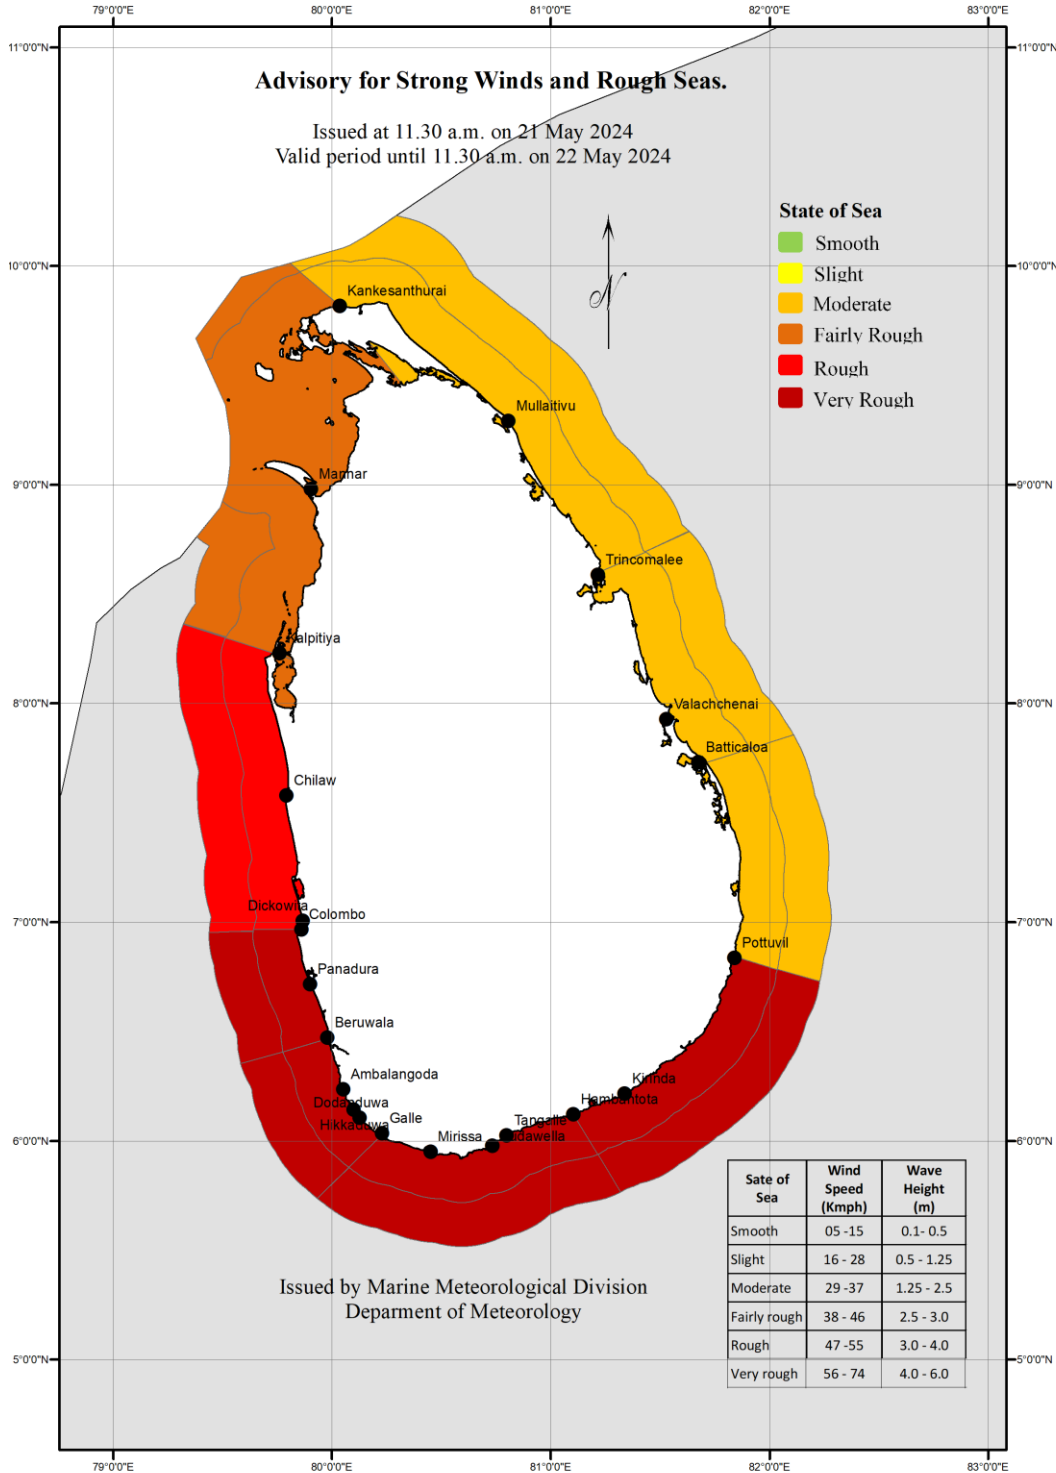 79°0'0"E 80°0'0"E 81°0'0"E 82°0'0"E 83°0'0"E
11°0'0"N 11°0'0"N
Advisory for Strong Winds and Rough Seas.
Issued at 11.30 a.m. on 21 May 2024
Valid period until 11.30 a.m. on 22 May 2024
State of Sea
Smooth
Slight
Moderate
Fairly Rough
Rough
Very Rough
10°0'0"N 10°0'0"N
Kankesanthurai
Mullaitivu
Mannar
9°0'0"N 9°0'0"N
Trincomalee
Kalpitiya
8°0'0"N 8°0'0"N
Valachchenai
Batticaloa
Chilaw
Dickowita
Colombo
7°0'0"N 7°0'0"N
Pottuvil
Panadura
Beruwala
Ambalangoda
Kirinda
Dodanduwa
Hambantota
Hikkaduwa
Galle
Tangalle
Mirissa
6°0'0"N 6°0'0"N
Sate of Sea Wind Speed (Kmph) Wave Height (m)
Smooth 05 -15 0.1- 0.5
Slight 16 - 28 0.5 - 1.25
Moderate 29 -37 1.25 - 2.5
Fairly rough 38 - 46 2.5 - 3.0
Rough 47 -55 3.0 - 4.0
Very rough 56 - 74 4.0 - 6.0
Issued by Marine Meteorological Division
Deparment of Meteorology
5°0'0"N 5°0'0"N
79°0'0"E 80°0'0"E 81°0'0"E 82°0'0"E 83°0'0"E
N